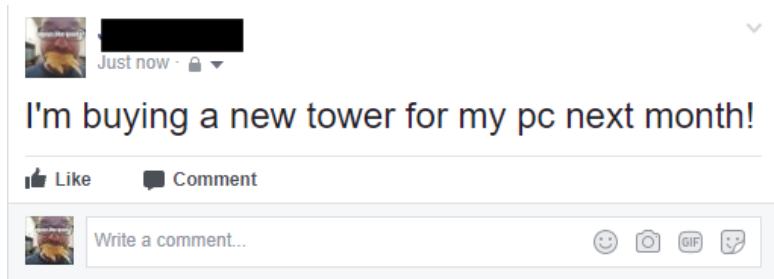 Just now ·
I'm buying a new tower for my pc next month!
Like Comment
Write a comment... GIF